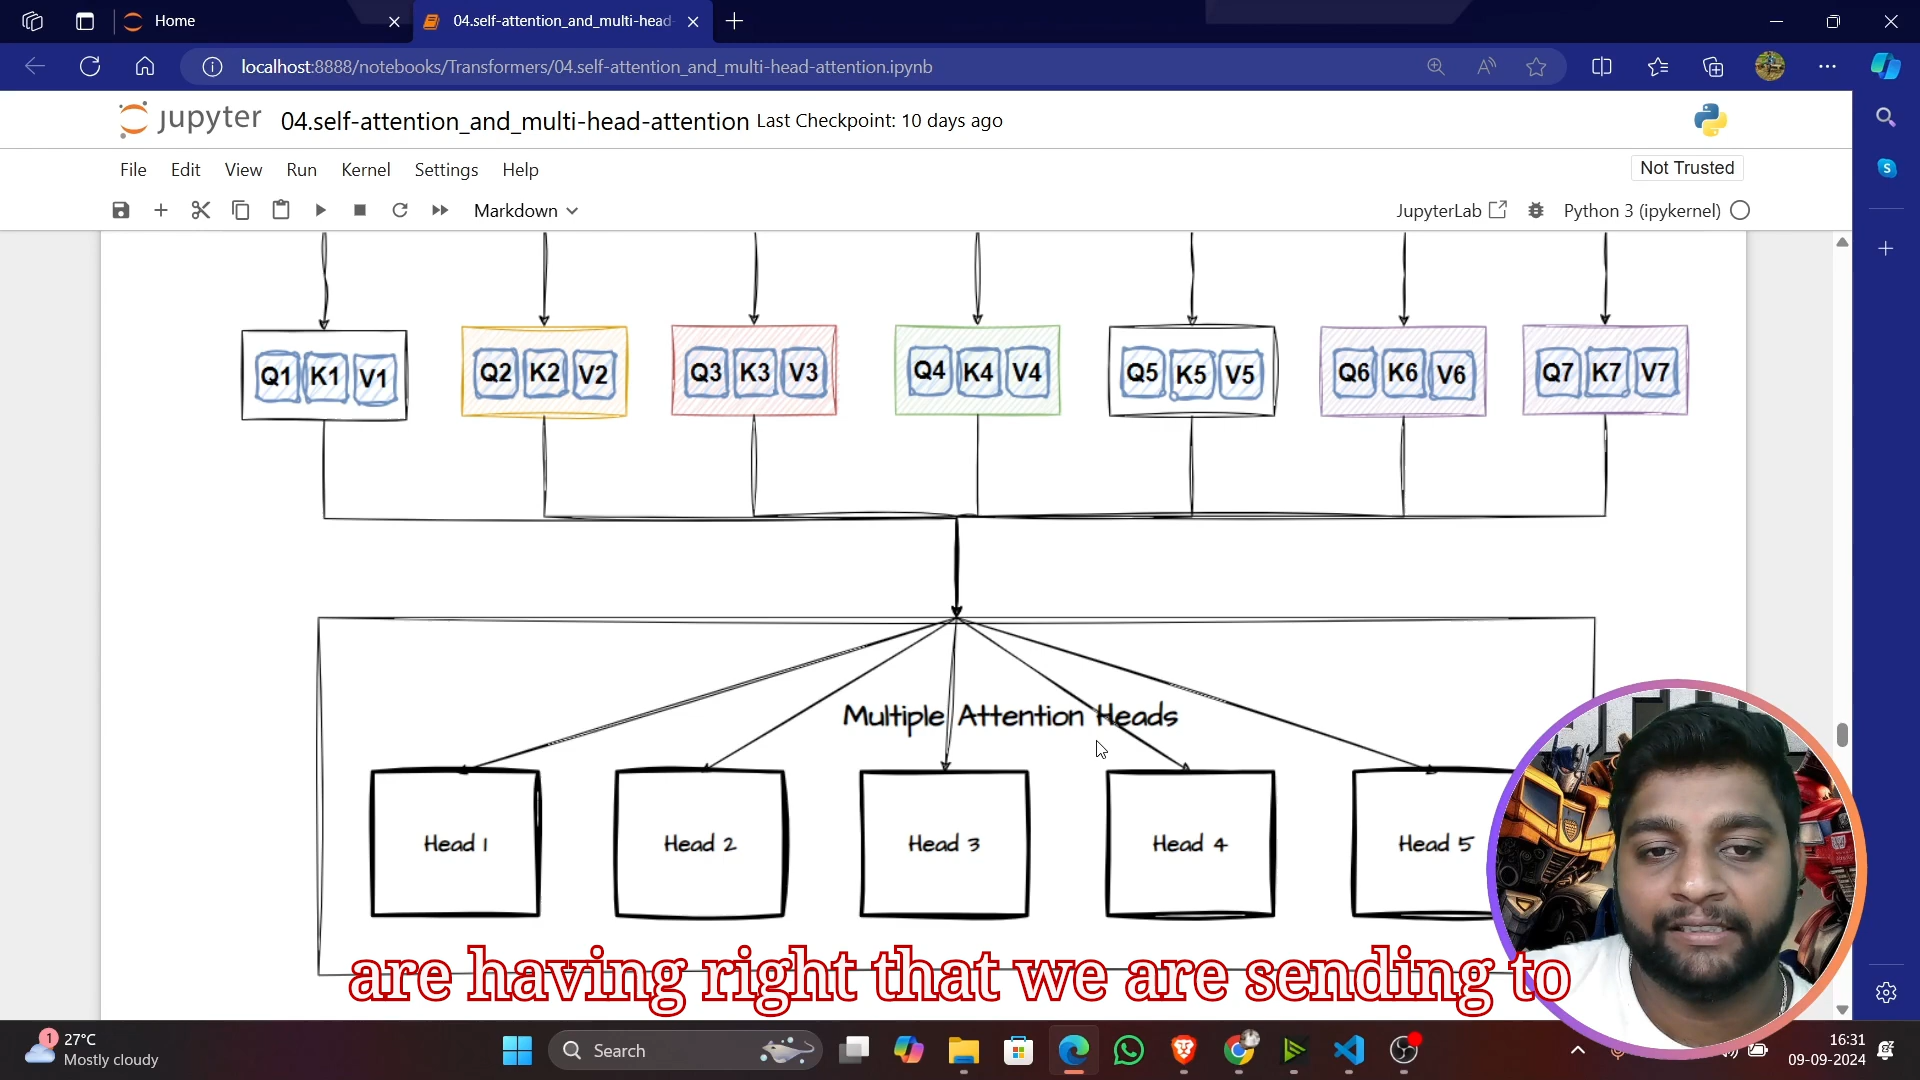 Home
04.self-attention_and_multi-head-
localhost:8888/notebooks/Transformers/04.self-attention_and_multi-head-attention.ipynb
jupyter 04.self-attention_and_multi-head-attention Last Checkpoint: 10 days ago
File Edit View Run Kernel Settings Help
Not Trusted
Markdown
JupyterLab
Python 3 (ipykernel)
Q1 K1 V1
Q2 K2 V2
Q3 K3 V3
Q4 K4 V4
Q5 K5 V5
Q6 K6 V6
Q7 K7 V7
Multiple Attention Heads
Head 1
Head 2
Head 3
Head 4
Head 5
are having right that we are sending to
1
27°C
Mostly cloudy
Search
16:31
09-09-2024